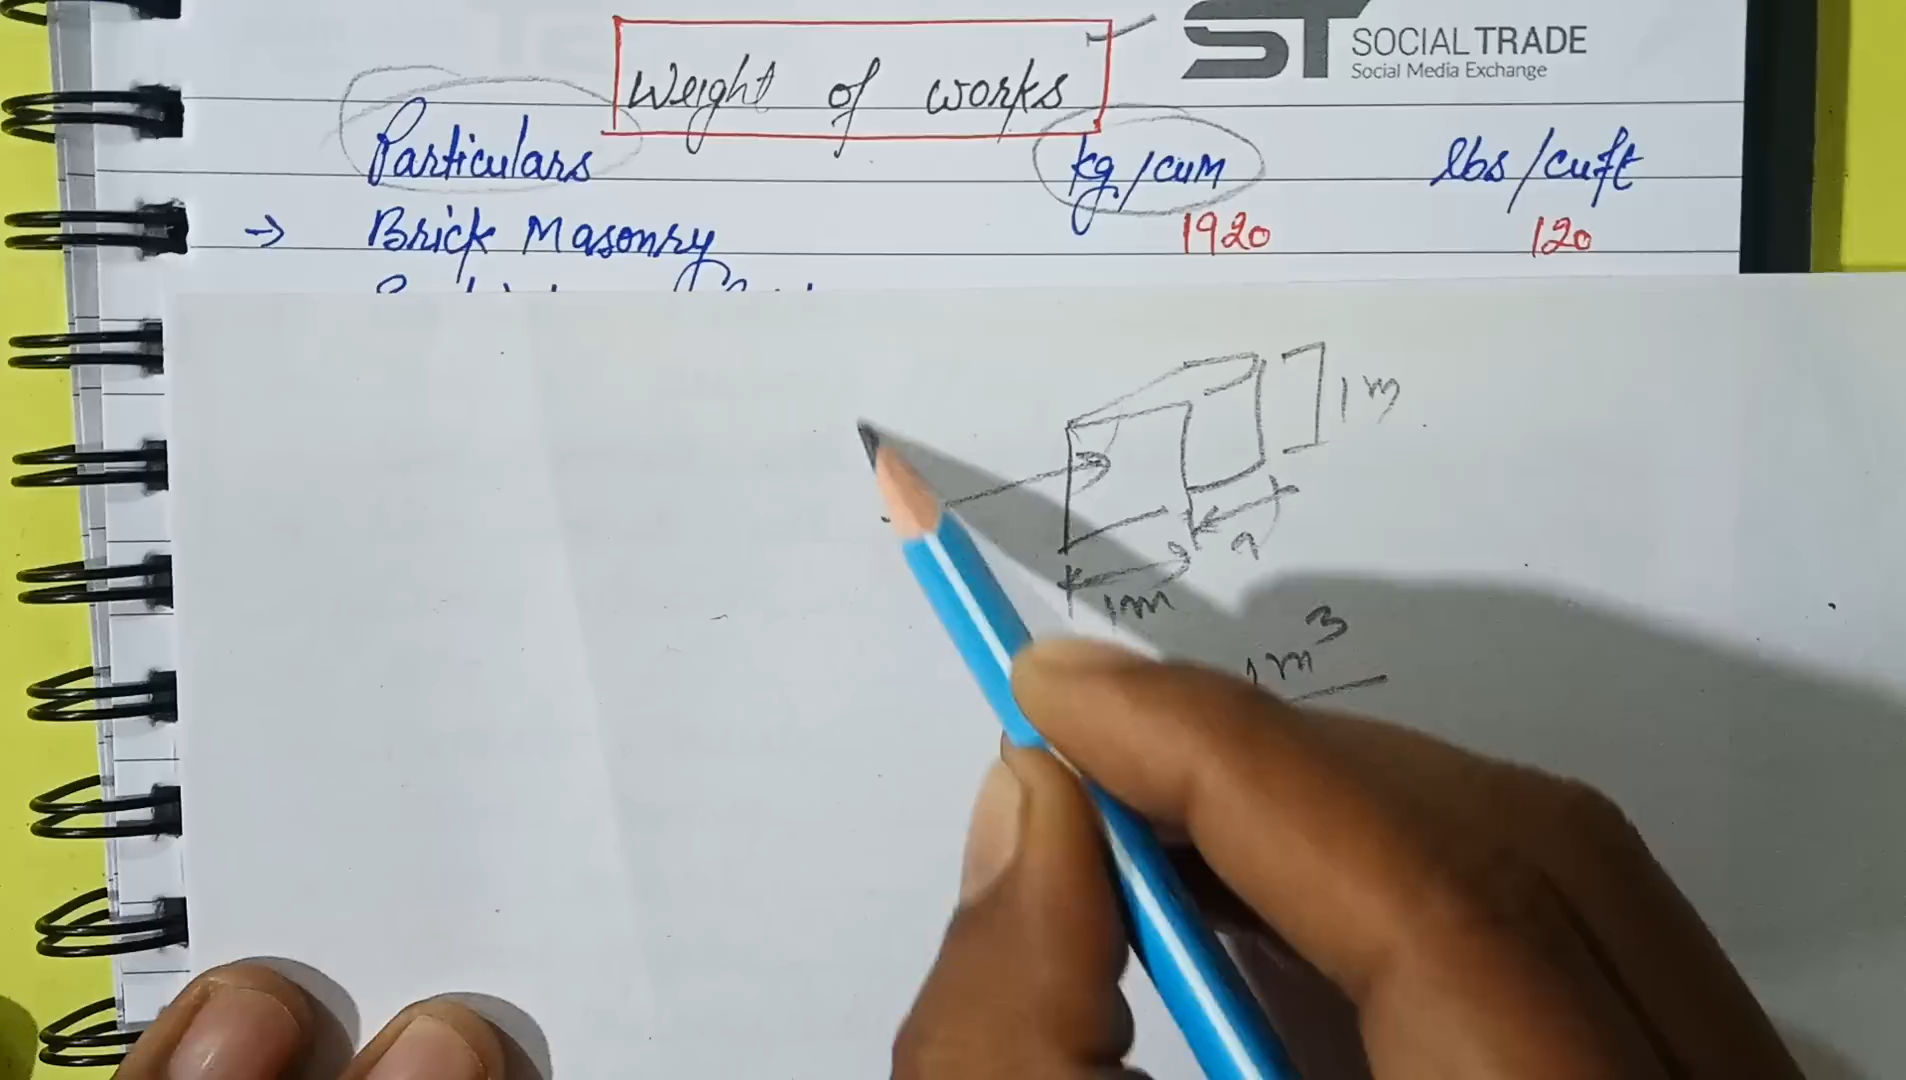 Weight of works
SOCIAL TRADE
Social Media Exchange
Particulars kg/cum lbs/cuft
→ Brick Masonry 1920 120
1m
1m
1m³